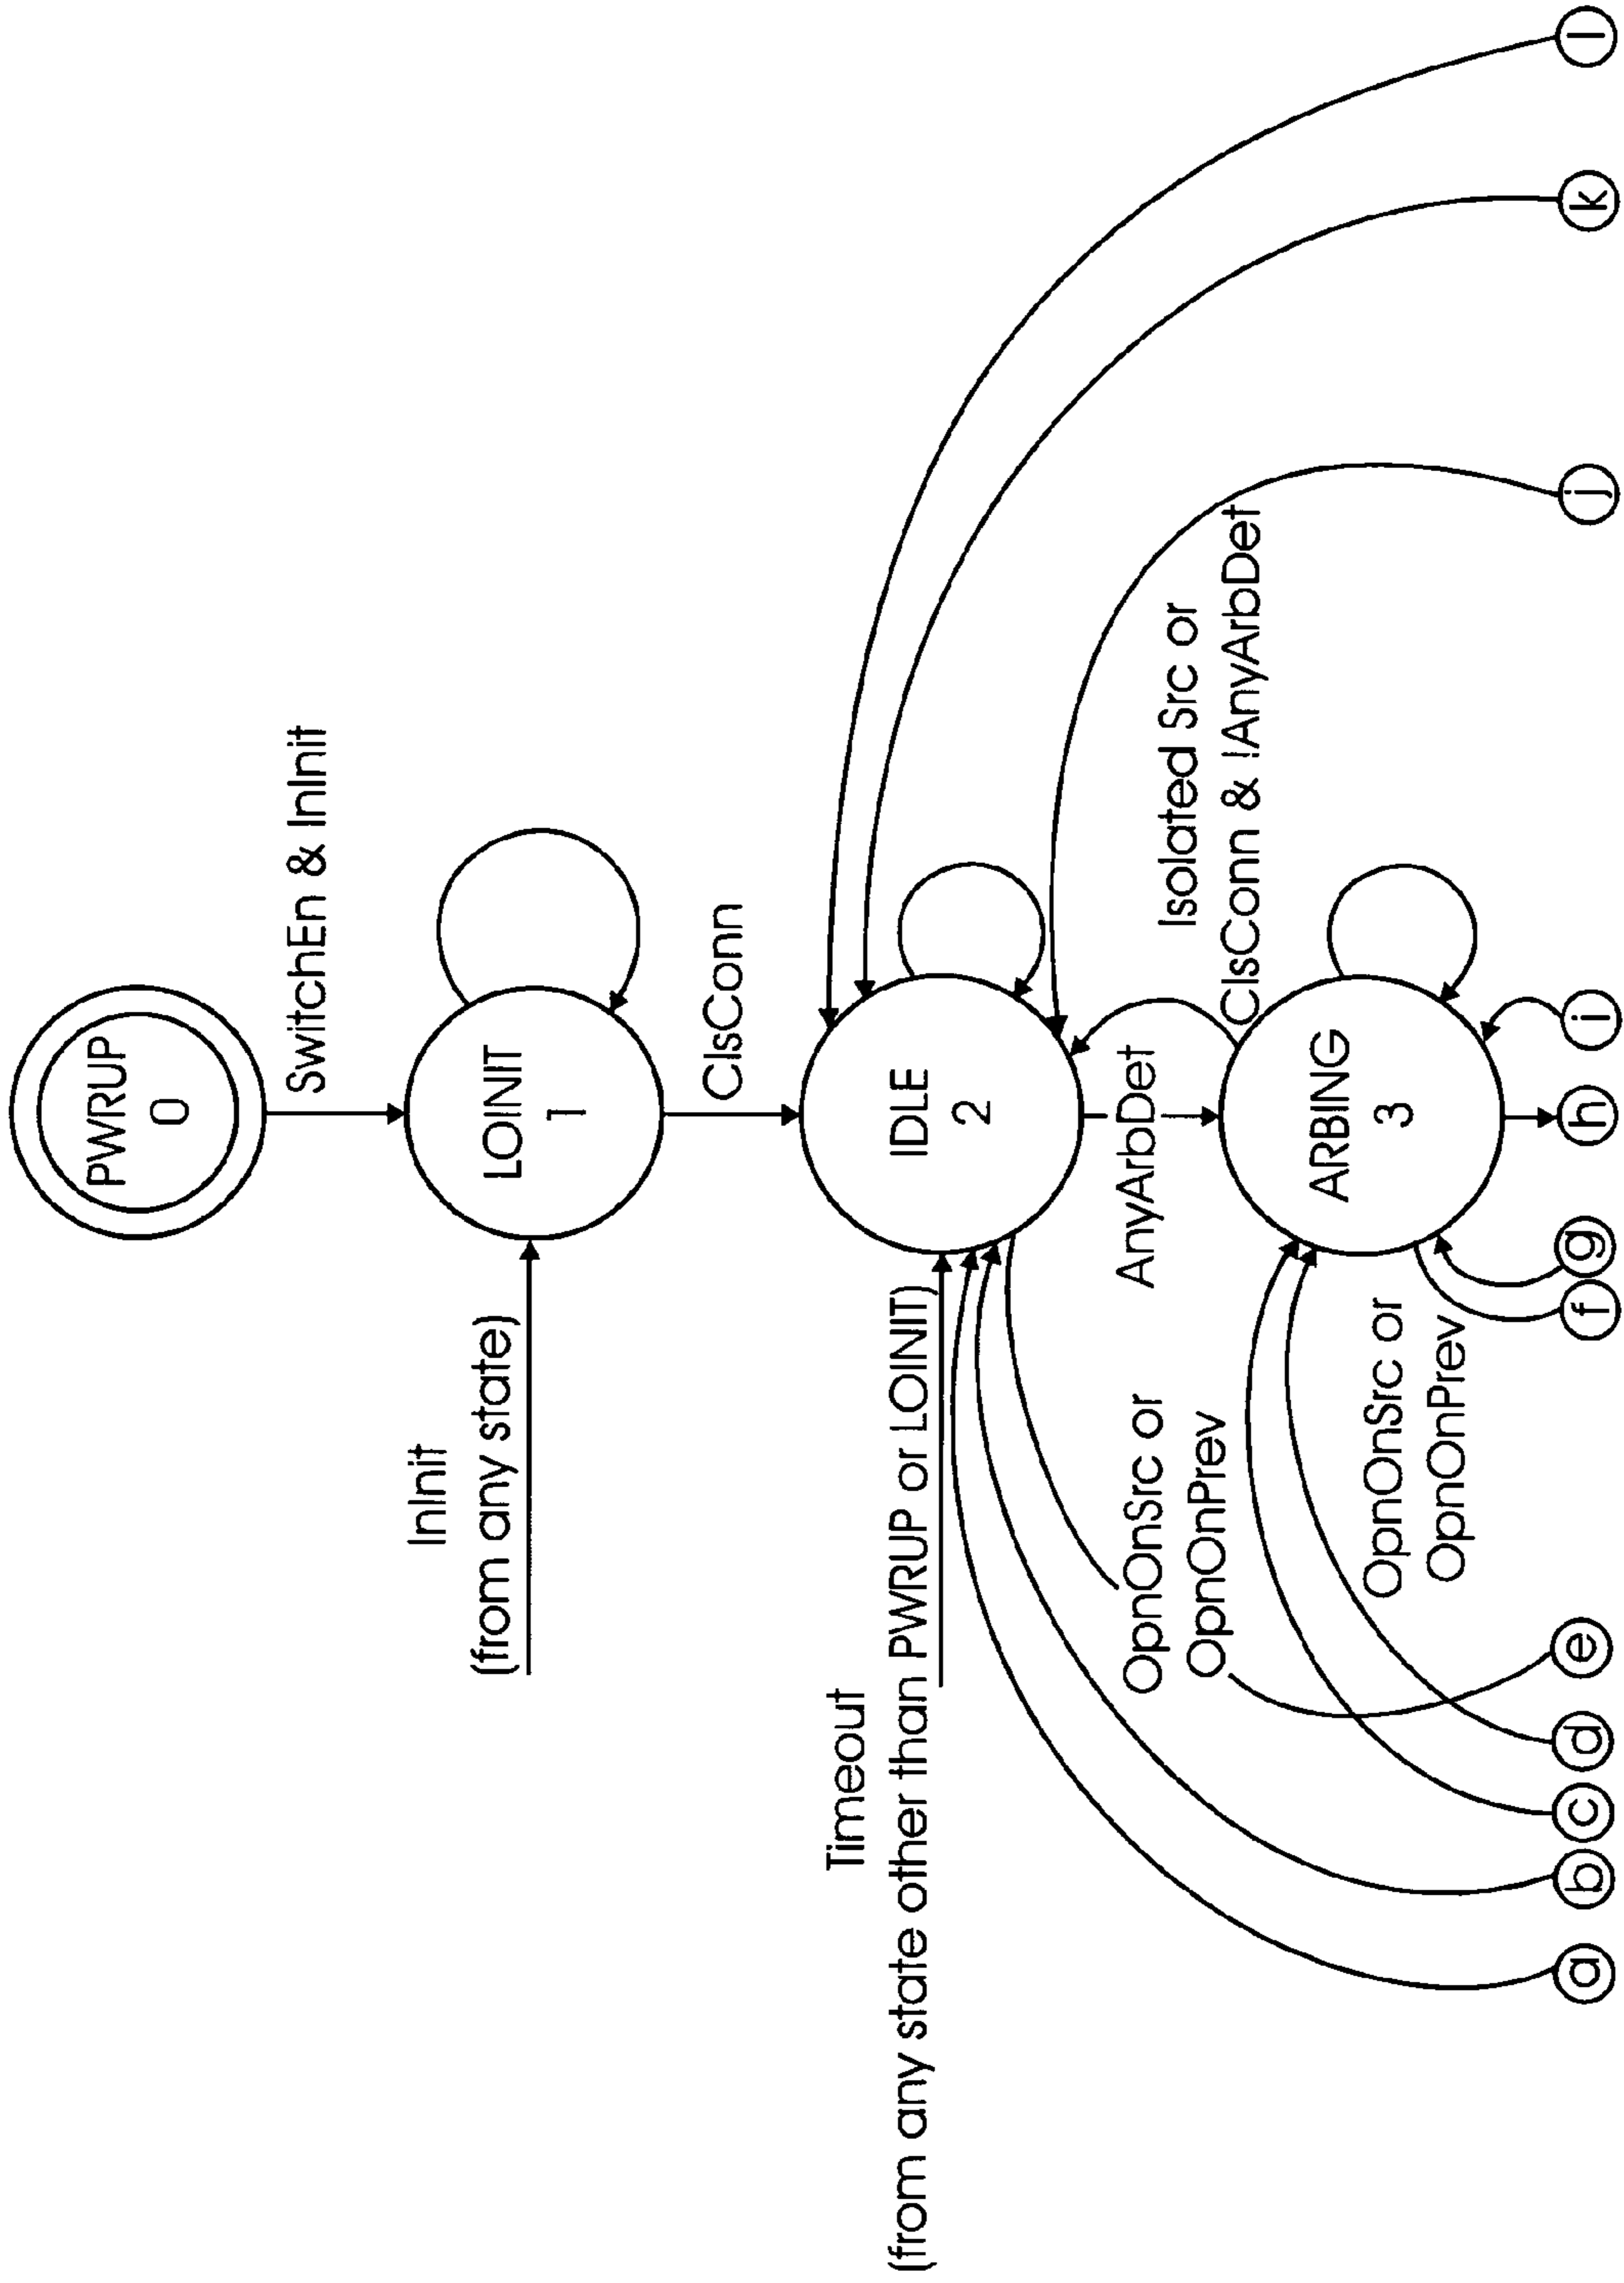 PWRUP
0
SwitchEn & InInit
InInit
(from any state)
LOINIT
1
ClsConn
Timeout
(from any state other than PWRUP or LOINIT)
IDLE
2
OpnOnSrc or
OpnOnPrev
AnyArbDet
Isolated Src or
ClsConn & !AnyArbDet
ARBING
3
OpnOnSrc or
OpnOnPrev
a
b
c
d
e
f
g
h
i
j
k
l